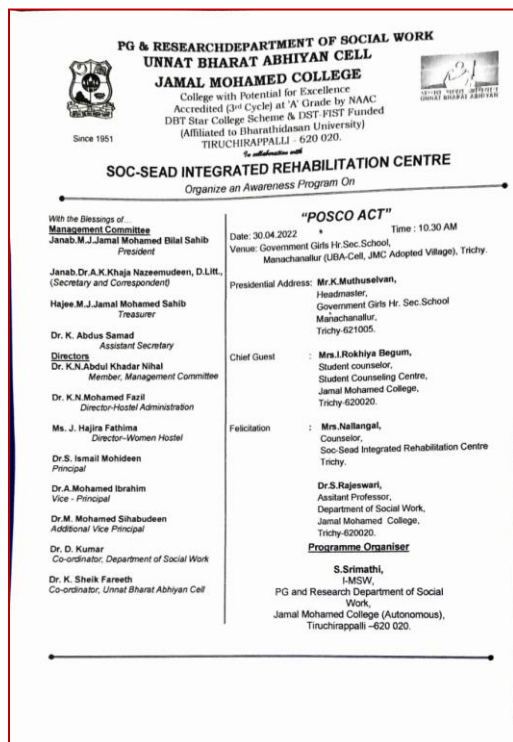 PG & RESEARCHDEPARTMENT OF SOCIAL WORK
UNNAT BHARAT ABHIYAN CELL
JAMAL MOHAMED COLLEGE
College with Potential for Excellence
Accredited (3rd Cycle) at 'A' Grade by NAAC
DBT Star College Scheme & DST-FIST Funded
(Affiliated to Bharathidasan University)
TIRUCHIRAPPALLI - 620 020.
Since 1951
उन्नत भारत अभियान
UNNAT BHARAT ABHIYAN
In collaboration with
SOC-SEAD INTEGRATED REHABILITATION CENTRE
Organize an Awareness Program On
With the Blessings of...
Management Committee
Janab.M.J.Jamal Mohamed Bilal Sahib
President
Janab.Dr.A.K.Khaja Nazeemudeen, D.Litt.,
(Secretary and Correspondent)
Hajee.M.J.Jamal Mohamed Sahib
Treasurer
Dr. K. Abdus Samad
Assistant Secretary
Directors
Dr. K.N.Abdul Khadar Nihal
Member, Management Committee
Dr. K.N.Mohamed Fazil
Director-Hostel Administration
Ms. J. Hajira Fathima
Director–Women Hostel
Dr.S. Ismail Mohideen
Principal
Dr.A.Mohamed Ibrahim
Vice - Principal
Dr.M. Mohamed Sihabudeen
Additional Vice Principal
Dr. D. Kumar
Co-ordinator, Department of Social Work
Dr. K. Sheik Fareeth
Co-ordinator, Unnat Bharat Abhiyan Cell
"POSCO ACT"
Date: 30.04.2022 Time : 10.30 AM
Venue: Government Girls Hr.Sec.School,
Manachanallur (UBA-Cell, JMC Adopted Village), Trichy.
Presidential Address: Mr.K.Muthuselvan,
Headmaster,
Government Girls Hr. Sec.School
Manachanallur,
Trichy-621005.
Chief Guest : Mrs.I.Rokhiya Begum,
Student counselor,
Student Counseling Centre,
Jamal Mohamed College,
Trichy-620020.
Felicitation : Mrs.Nallangal,
Counselor,
Soc-Sead Integrated Rehabilitation Centre
Trichy.
Dr.S.Rajeswari,
Assitant Professor,
Department of Social Work,
Jamal Mohamed College,
Trichy-620020.
Programme Organiser
S.Srimathi,
I-MSW,
PG and Research Department of Social
Work,
Jamal Mohamed College (Autonomous),
Tiruchirappalli –620 020.